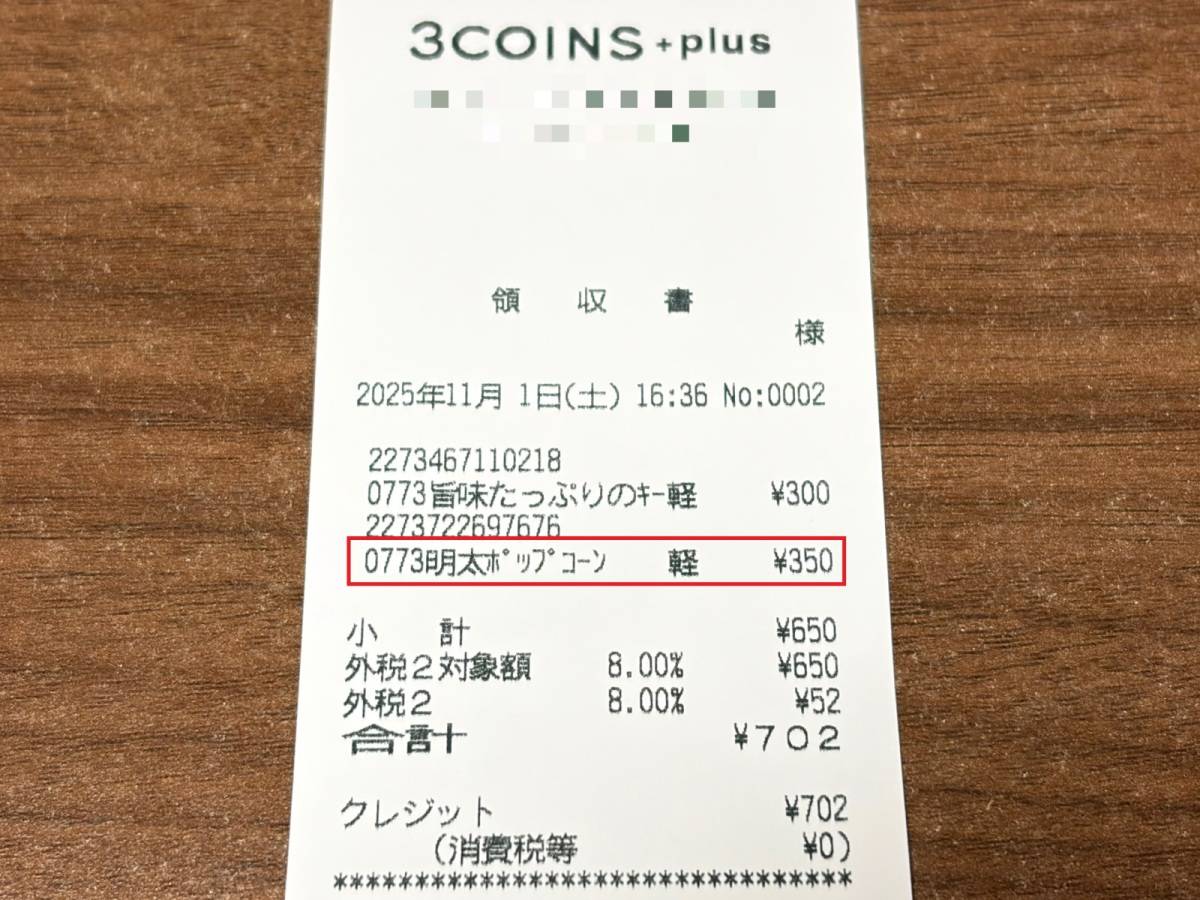 3COINS +plus
領 収 書
様
2025年11月 1日(土) 16:36 No:0002
2273467110218
0773旨味たっぷりのｷｰ軽 ¥300
2273722697676
0773明太ﾎﾟｯﾌﾟｺｰﾝ 軽 ¥350
小 計 ¥650
外税２対象額 8.00% ¥650
外税２ 8.00% ¥52
合計 ¥７０２
クレジット ¥702
(消費税等 ¥0)
********************************